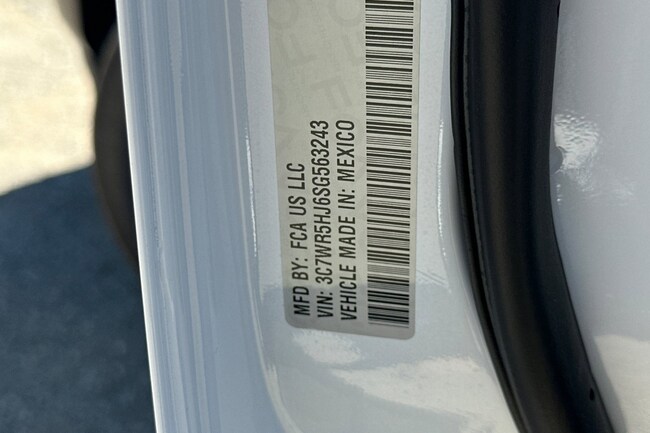 MFD BY: FCA US LLC
VIN: 3C7WR5HJ6SG563243
VEHICLE MADE IN: MEXICO